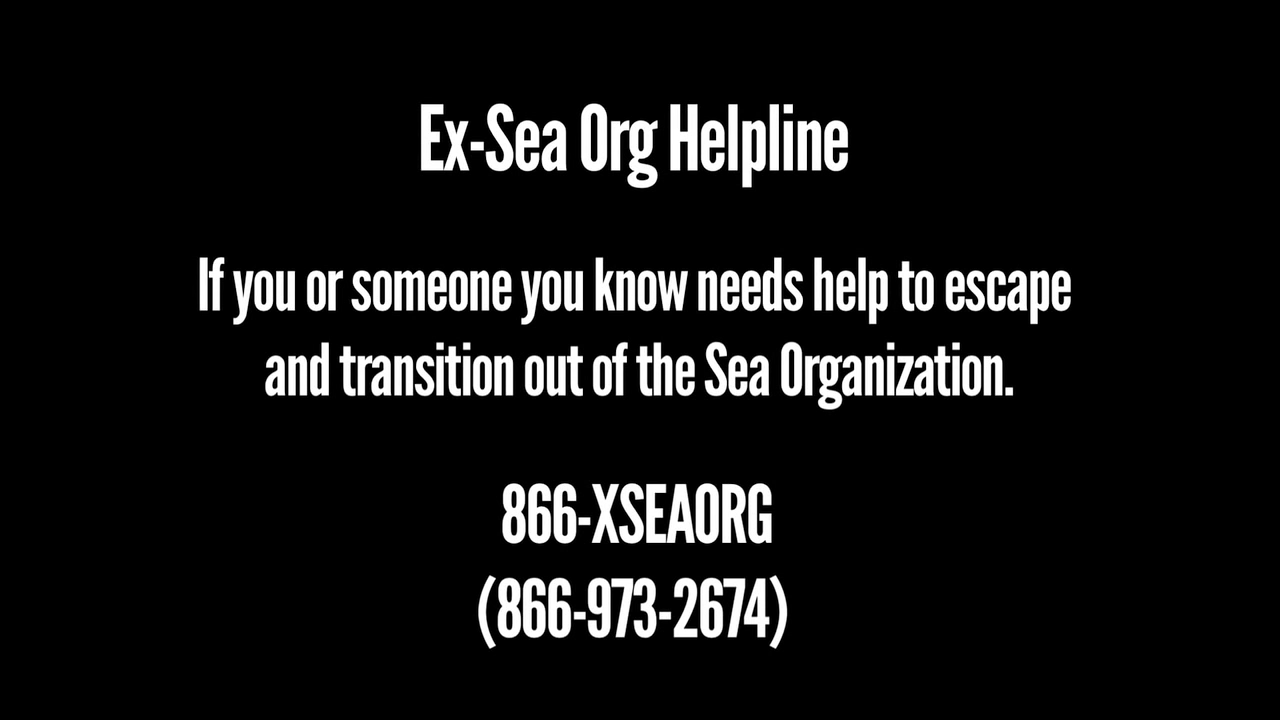 Ex-Sea Org Helpline
If you or someone you know needs help to escape
and transition out of the Sea Organization.
866-XSEAORG
(866-973-2674)